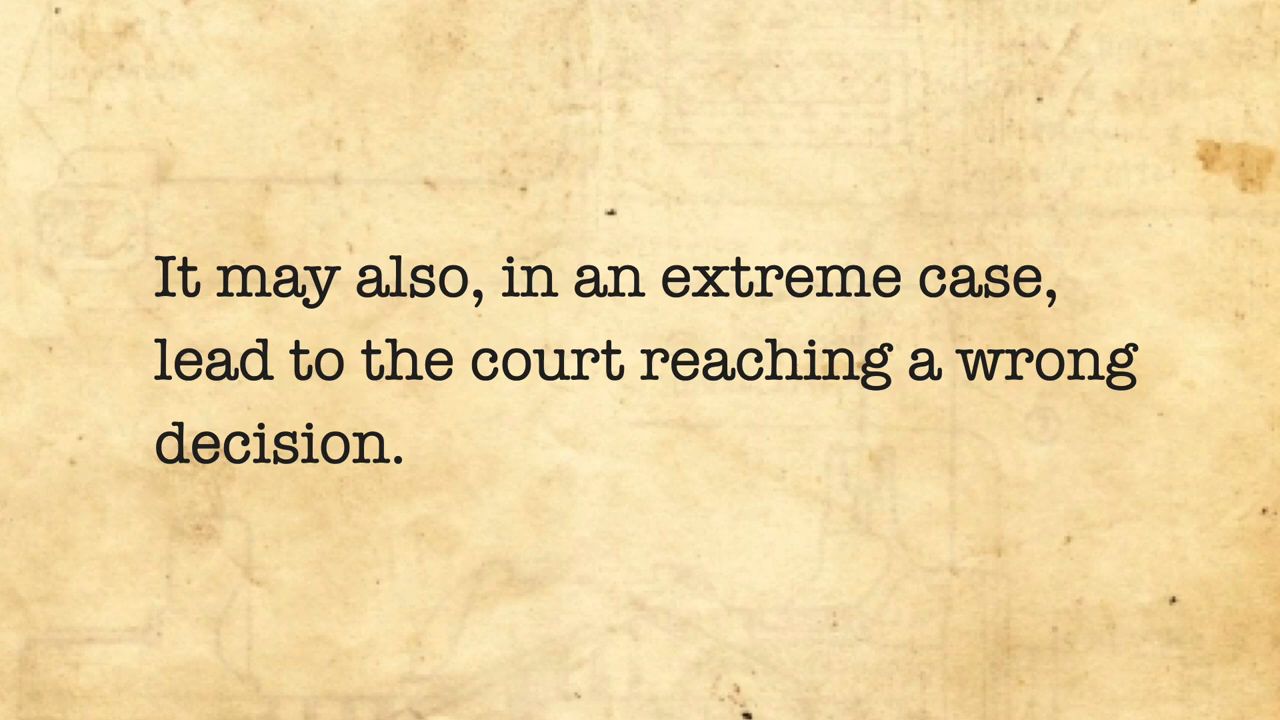 It may also, in an extreme case,
lead to the court reaching a wrong
decision.